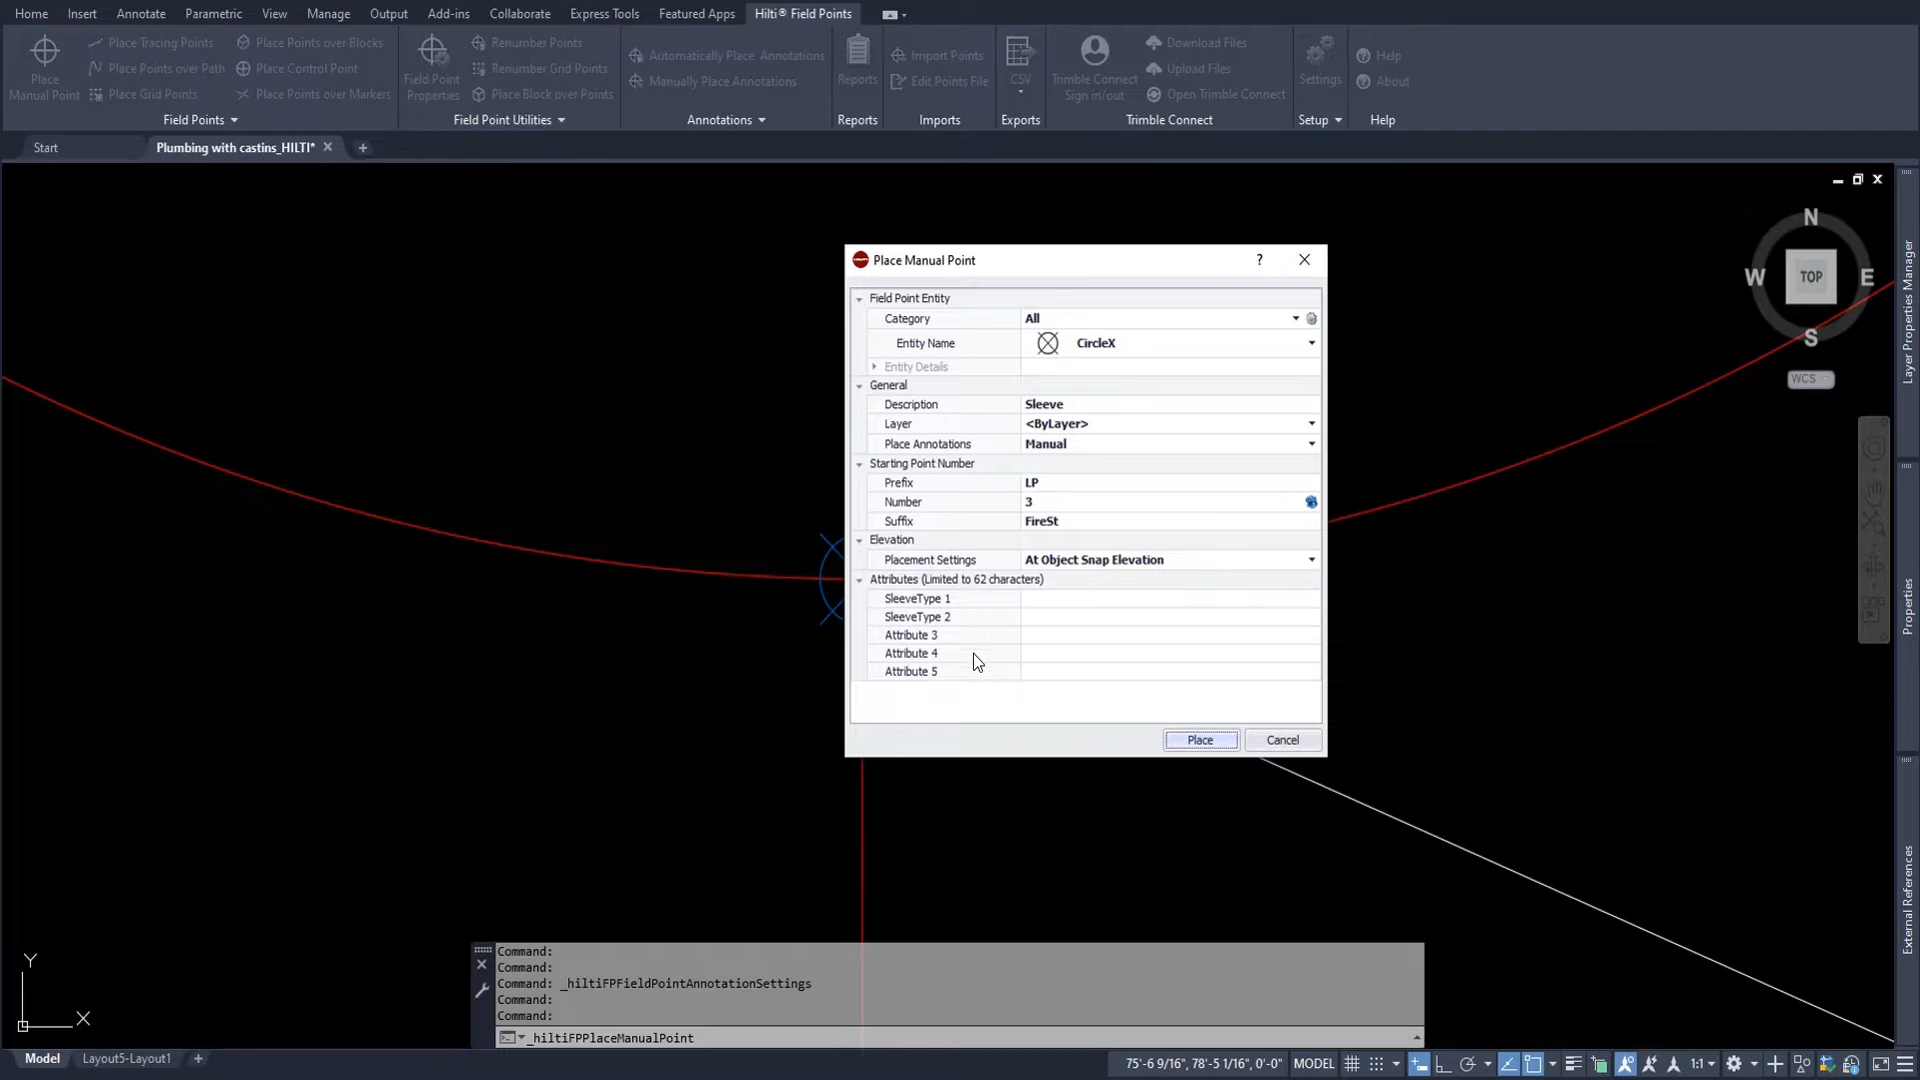 Home Insert Annotate Parametric View Manage Output Add-ins Collaborate Express Tools Featured Apps Hilti® Field Points
Place Manual Point
Place Tracing Points
Place Points over Path
Place Grid Points
Place Points over Blocks
Place Control Point
Place Points over Markers
Field Point Properties
Renumber Points
Renumber Grid Points
Place Block over Points
Automatically Place Annotations
Manually Place Annotations
Reports
Import Points
Edit Points File
CSV
Trimble Connect Sign in/out
Download Files
Upload Files
Open Trimble Connect
Settings
Help
About
Field Points Field Point Utilities Annotations Reports Imports Exports Trimble Connect Setup Help
Start Plumbing with castins_HILTI*
N
W TOP E
S
WCS
Layer Properties Manager
Properties
External References
Place Manual Point ?
Field Point Entity
Category All
Entity Name CircleX
Entity Details
General
Description Sleeve
Layer <ByLayer>
Place Annotations Manual
Starting Point Number
Prefix LP
Number 3
Suffix FireSt
Elevation
Placement Settings At Object Snap Elevation
Attributes (Limited to 62 characters)
SleeveType 1
SleeveType 2
Attribute 3
Attribute 4
Attribute 5
Place Cancel
Y
X
Command:
Command:
Command: _hiltiFPFieldPointAnnotationSettings
Command:
Command:
_hiltiFPPlaceManualPoint
Model Layout5-Layout1 +
75'-6 9/16", 78'-5 1/16", 0'-0" MODEL 1:1